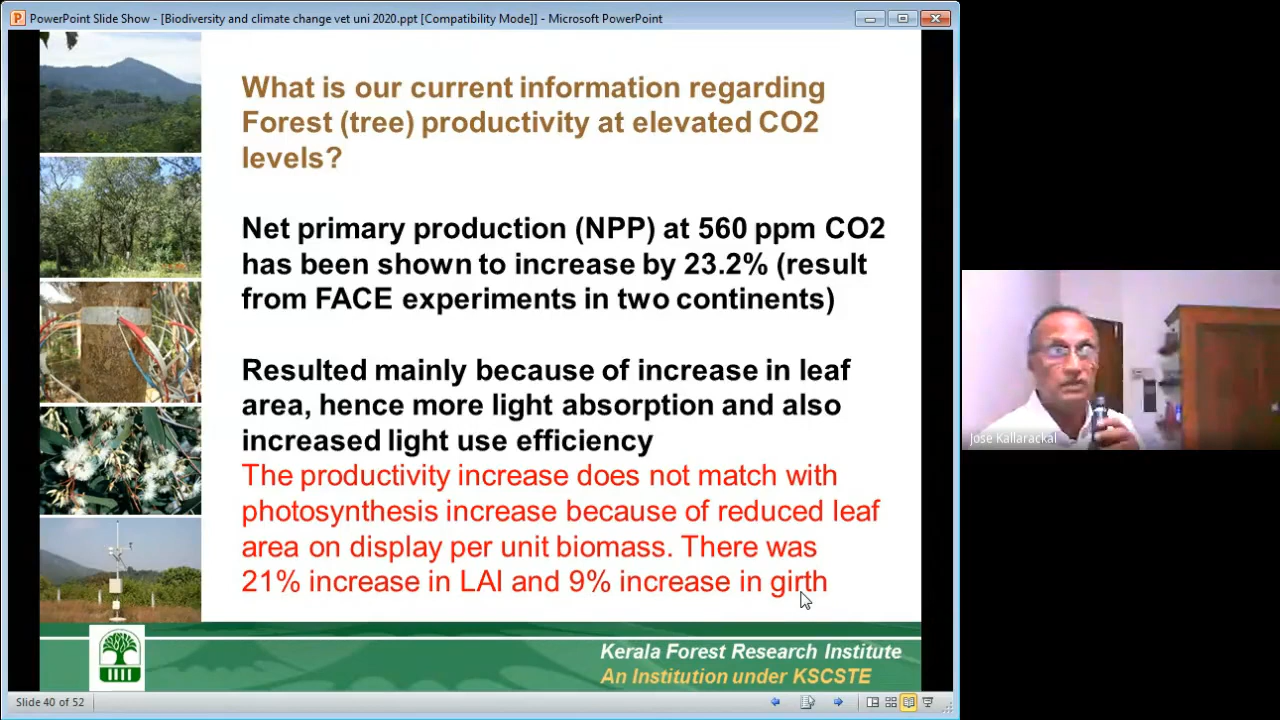 PowerPoint Slide Show - [Biodiversity and climate change vet uni 2020.ppt [Compatibility Mode]] - Microsoft PowerPoint
What is our current information regarding
Forest (tree) productivity at elevated CO2
levels?
Net primary production (NPP) at 560 ppm CO2
has been shown to increase by 23.2% (result
from FACE experiments in two continents)
Resulted mainly because of increase in leaf
area, hence more light absorption and also
increased light use efficiency
The productivity increase does not match with
photosynthesis increase because of reduced leaf
area on display per unit biomass. There was
21% increase in LAI and 9% increase in girth
Kerala Forest Research Institute
An Institution under KSCSTE
Slide 40 of 52
Jose Kallarackal